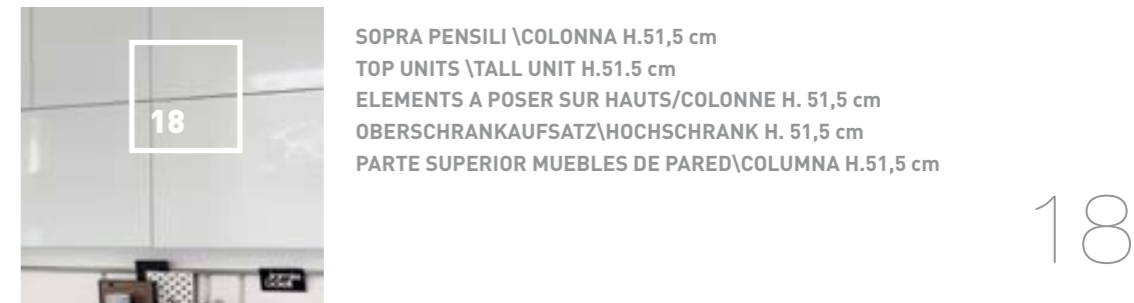 18
SOPRA PENSILI \COLONNA H.51,5 cm
TOP UNITS \TALL UNIT H.51.5 cm
ELEMENTS A POSER SUR HAUTS/COLONNE H. 51,5 cm
OBERSCHRANKAUFSATZ\HOCHSCHRANK H. 51,5 cm
PARTE SUPERIOR MUEBLES DE PARED\COLUMNA H.51,5 cm
18